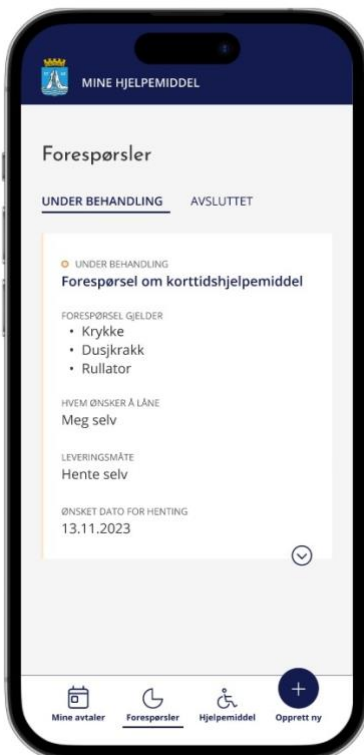 MINE HJELPEMIDDEL
Forespørsler
UNDER BEHANDLING AVSLUTTET
UNDER BEHANDLING
Forespørsel om korttidshjelpemiddel
FORESPØRSEL GJELDER
• Krykke
• Dusjkrakk
• Rullator
HVEM ØNSKER Å LÅNE
Meg selv
LEVERINGSMÅTE
Hente selv
ØNSKET DATO FOR HENTING
13.11.2023
Mine avtaler Forespørsler Hjelpemiddel Opprett ny